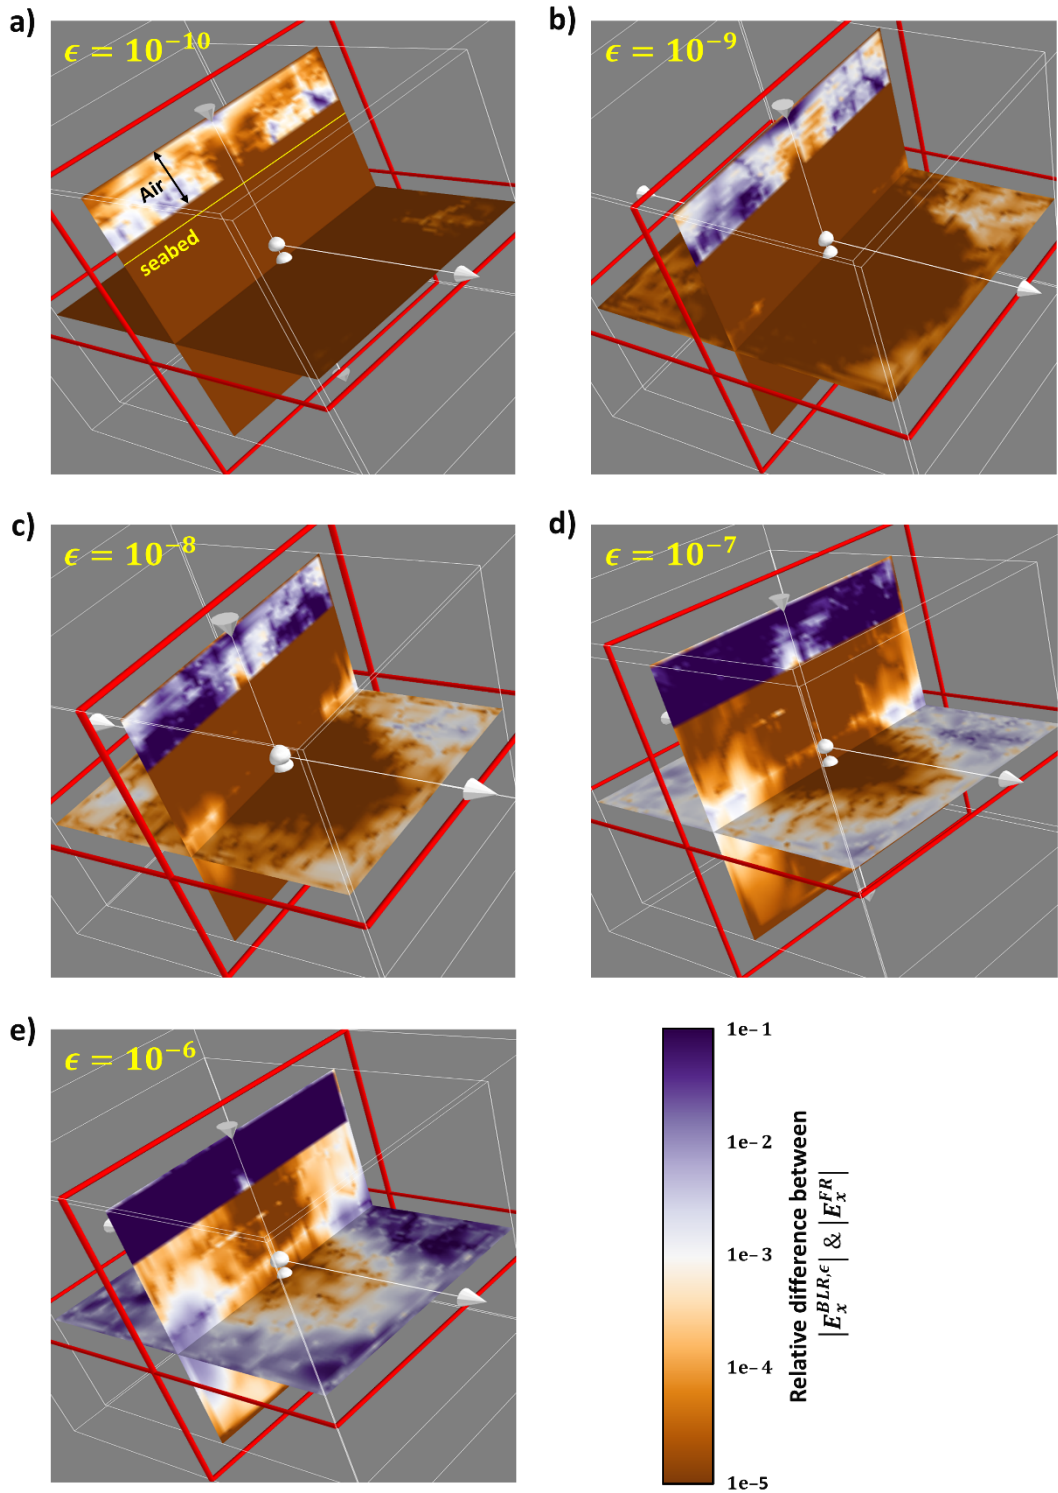 a)
ϵ = 10⁻¹⁰
Air
seabed
b)
ϵ = 10⁻⁹
c)
ϵ = 10⁻⁸
d)
ϵ = 10⁻⁷
e)
ϵ = 10⁻⁶
1e-1
1e-2
1e-3
1e-4
1e-5
Relative difference between
|E_x^{BLR,ϵ}| & |E_x^{FR}|